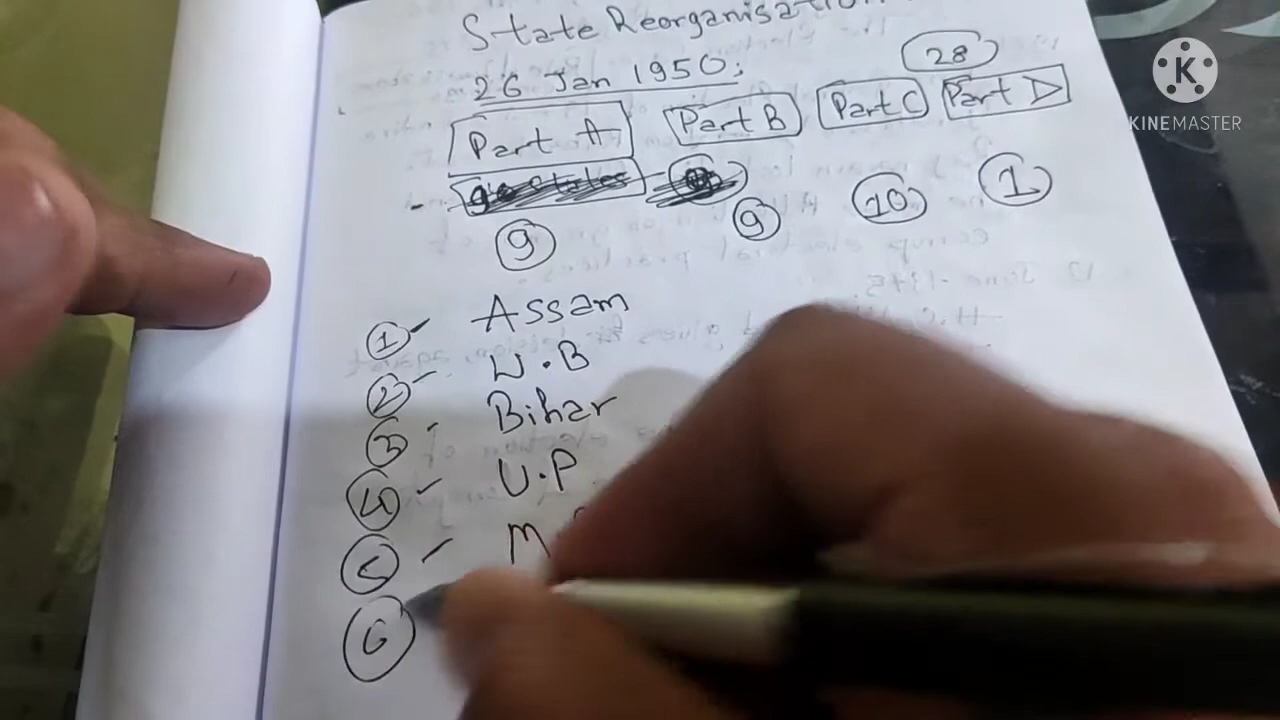 State Reorganisation
26 Jan 1950:
28
Part A Part B Part C Part D
9 9 10 1
1 - Assam
2 - W.B
3 - Bihar
4 - U.P
5 - M
6
K
KINEMASTER